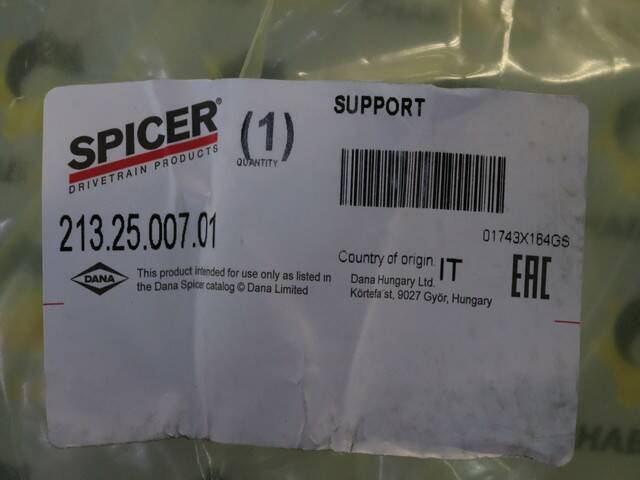 SPICER®
DRIVETRAIN PRODUCTS
(1)
QUANTITY
SUPPORT
213.25.007.01
01743X164GS
DANA
This product intended for use only as listed in
the Dana Spicer catalog © Dana Limited
Country of origin IT
Dana Hungary Ltd.
Körtefa st, 9027 Győr, Hungary
EAC